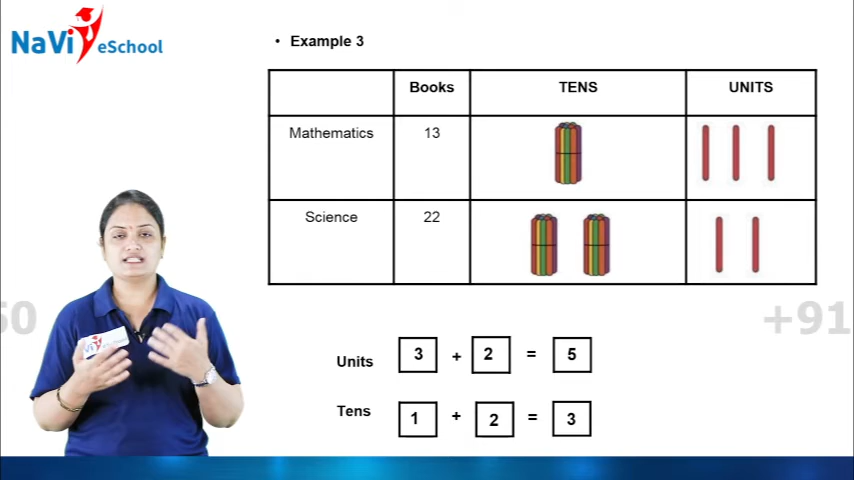 NaVi eSchool
• Example 3
Books TENS UNITS
Mathematics 13
Science 22
50 +91
Units 3 + 2 = 5
Tens 1 + 2 = 3